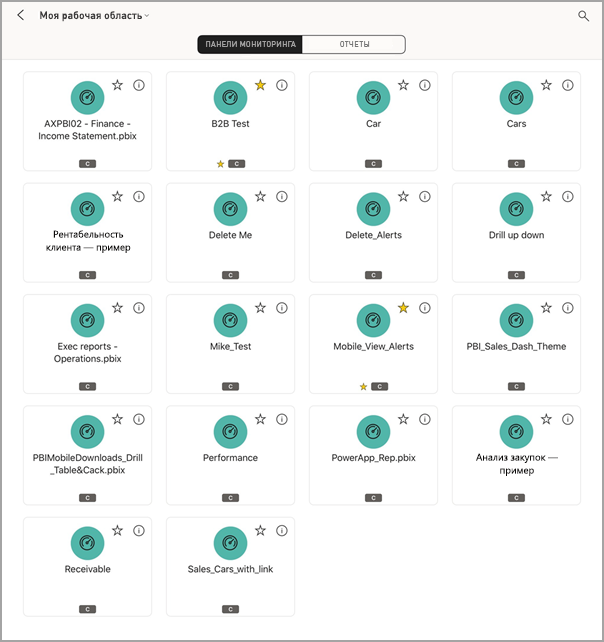 Моя рабочая область
ПАНЕЛИ МОНИТОРИНГА
ОТЧЕТЫ
AXPBI02 - Finance -
Income Statement.pbix
C
B2B Test
C
Car
C
Cars
C
Рентабельность
клиента — пример
C
Delete Me
C
Delete_Alerts
C
Drill up down
C
Exec reports -
Operations.pbix
C
Mike_Test
C
Mobile_View_Alerts
C
PBI_Sales_Dash_Theme
C
PBIMobileDownloads_Drill
_Table&Cack.pbix
C
Performance
C
PowerApp_Rep.pbix
C
Анализ закупок —
пример
C
Receivable
C
Sales_Cars_with_link
C